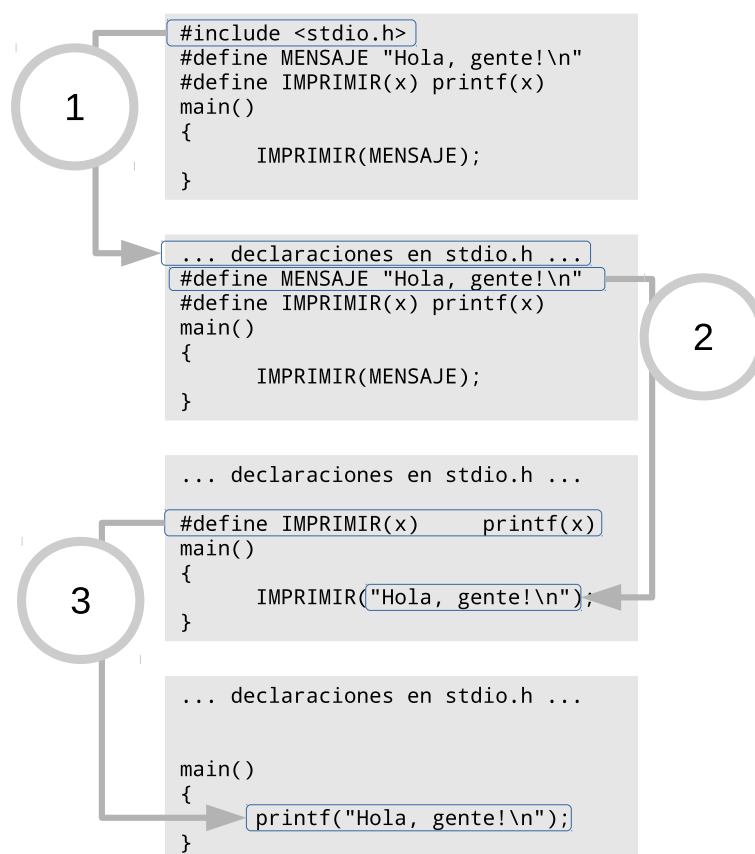 #include <stdio.h>
#define MENSAJE "Hola, gente!\n"
#define IMPRIMIR(x) printf(x)
main()
{
IMPRIMIR(MENSAJE);
}
1
... declaraciones en stdio.h ...
#define MENSAJE "Hola, gente!\n"
#define IMPRIMIR(x) printf(x)
main()
{
IMPRIMIR(MENSAJE);
}
2
... declaraciones en stdio.h ...
#define IMPRIMIR(x) printf(x)
main()
{
IMPRIMIR("Hola, gente!\n");
}
3
... declaraciones en stdio.h ...
main()
{
printf("Hola, gente!\n");
}